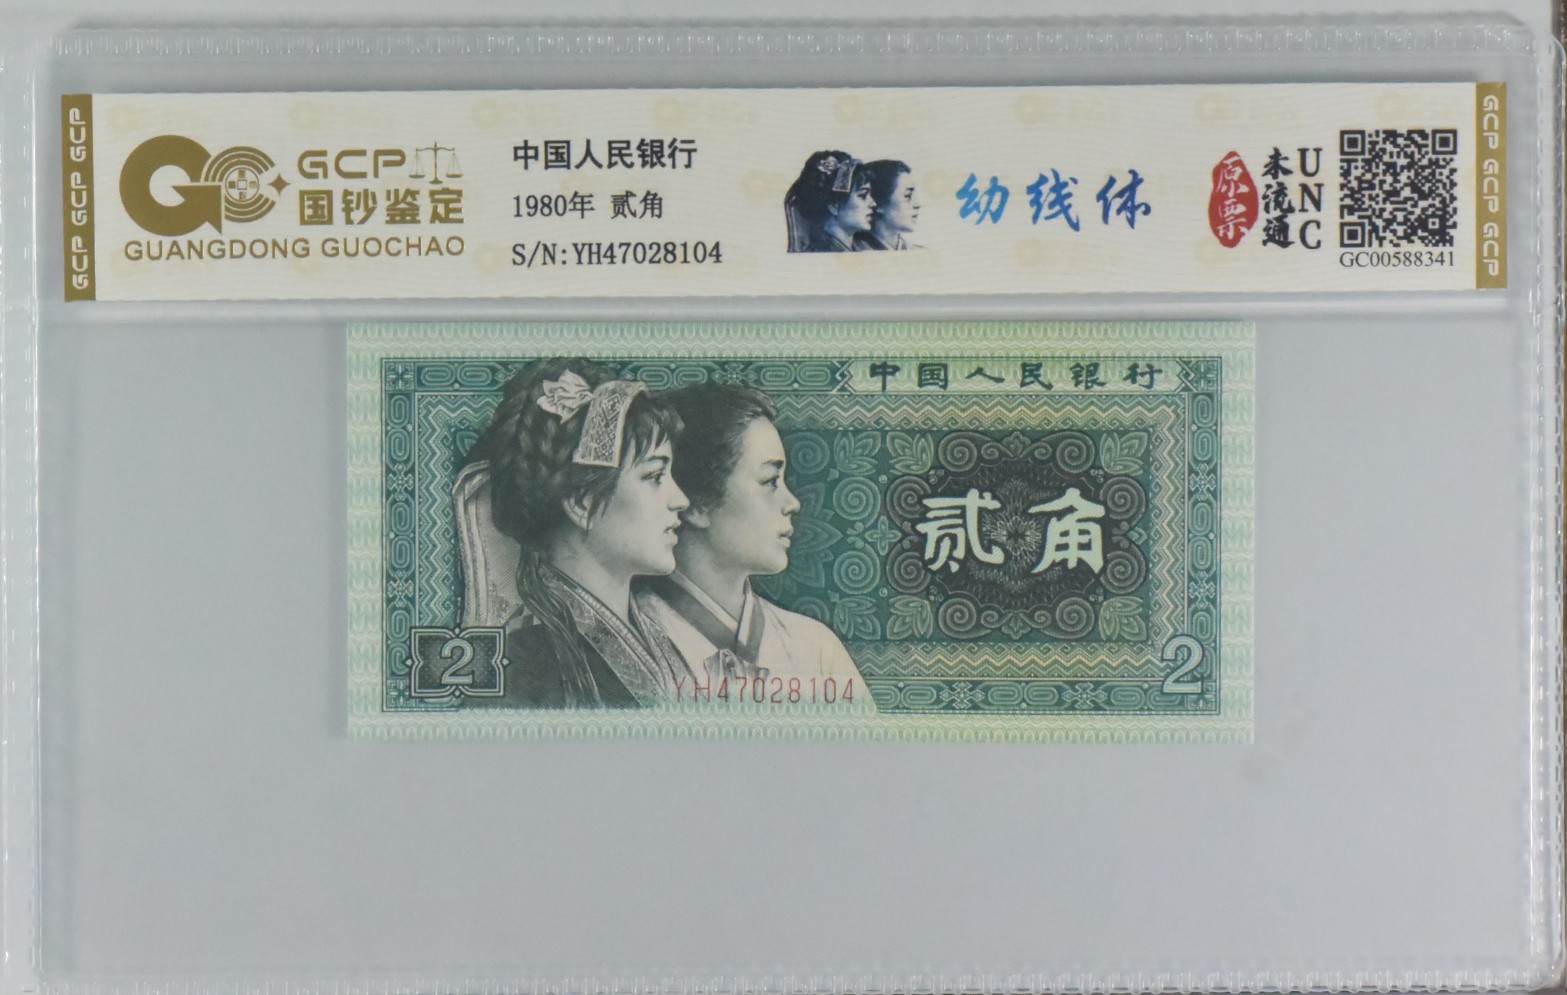 GCP GCP GCP
GCP
国钞鉴定
GUANGDONG GUOCHAO
中国人民银行
1980年 贰角
S/N:YH47028104
幼线体
原票
未流通
UNC
GC00588341
GCP GCP GCP
中国人民银行
贰角
2
2
YH47028104